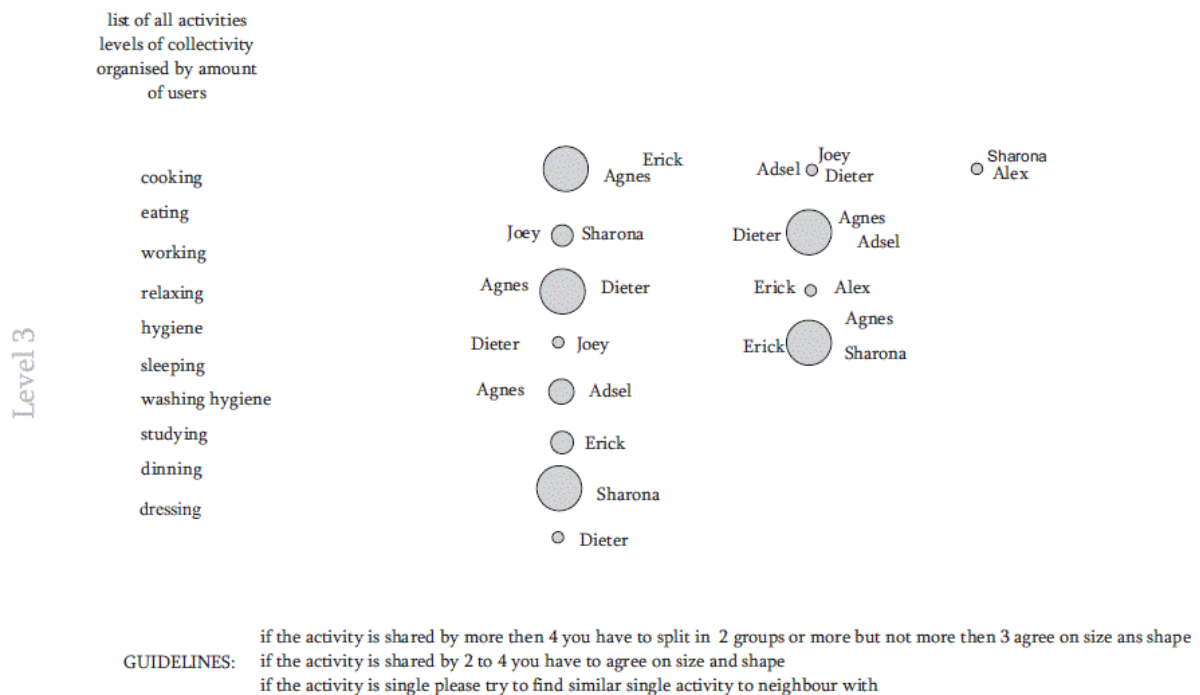 list of all activities
levels of collectivity
organised by amount
of users
Level 3
cooking
eating
working
relaxing
hygiene
sleeping
washing hygiene
studying
dinning
dressing
Erick
Agnes
Joey
Adsel
Dieter
Sharona
Alex
Joey Sharona
Agnes
Dieter
Adsel
Agnes Dieter
Erick Alex
Dieter Joey
Agnes
Erick
Sharona
Agnes Adsel
Erick
Sharona
Dieter
GUIDELINES:
if the activity is shared by more then 4 you have to split in 2 groups or more but not more then 3 agree on size ans shape
if the activity is shared by 2 to 4 you have to agree on size and shape
if the activity is single please try to find similar single activity to neighbour with